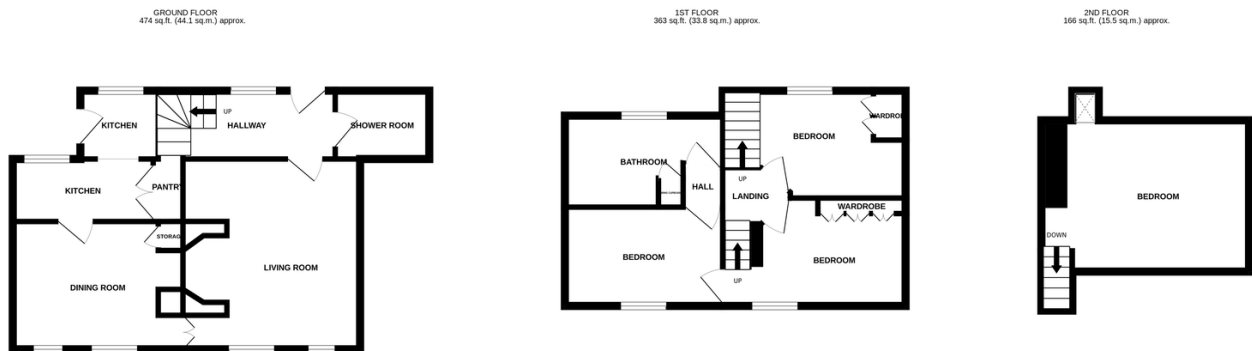 GROUND FLOOR
474 sq.ft. (44.1 sq.m.) approx.
KITCHEN
UP
HALLWAY
SHOWER ROOM
KITCHEN
PANTRY
STORAGE
LIVING ROOM
DINING ROOM
1ST FLOOR
363 sq.ft. (33.8 sq.m.) approx.
WARDROBE
BEDROOM
BATHROOM
UP
HALL
LANDING
WARDROBE
BEDROOM
BEDROOM
UP
2ND FLOOR
166 sq.ft. (15.5 sq.m.) approx.
BEDROOM
DOWN